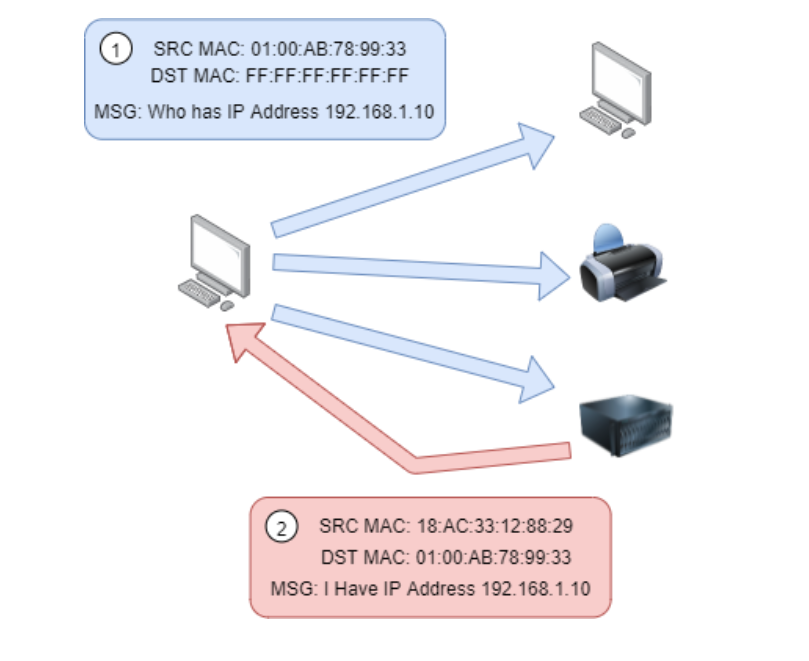 1
SRC MAC: 01:00:AB:78:99:33
DST MAC: FF:FF:FF:FF:FF:FF
MSG: Who has IP Address 192.168.1.10
2
SRC MAC: 18:AC:33:12:88:29
DST MAC: 01:00:AB:78:99:33
MSG: I Have IP Address 192.168.1.10